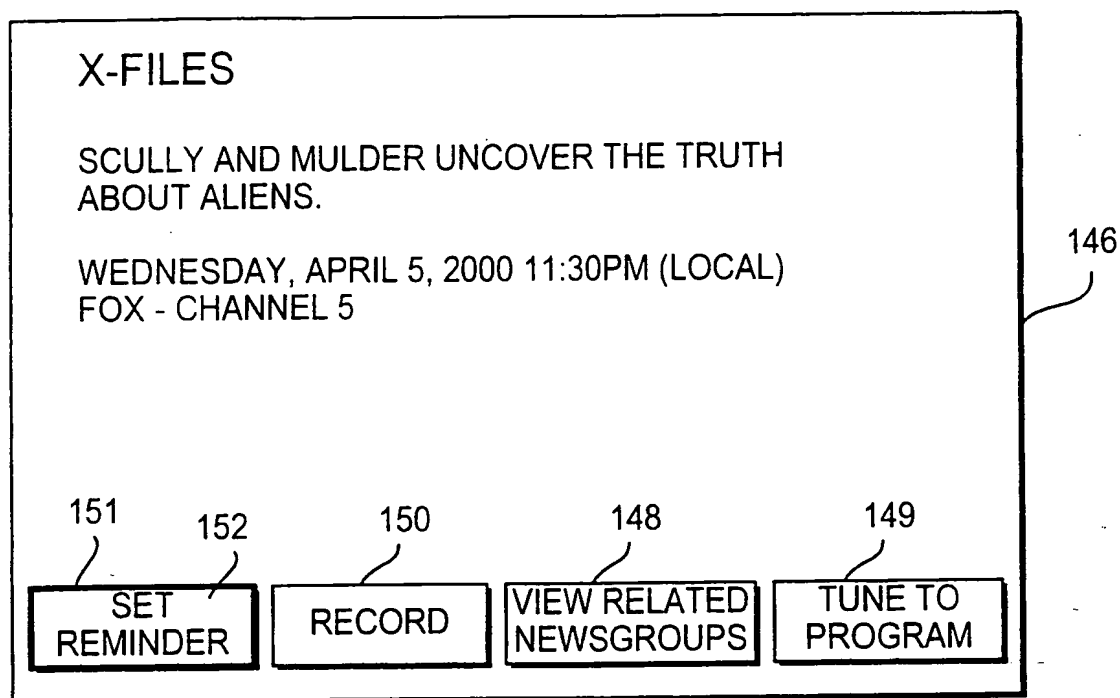 X-FILES
SCULLY AND MULDER UNCOVER THE TRUTH
ABOUT ALIENS.
WEDNESDAY, APRIL 5, 2000 11:30PM (LOCAL)
FOX - CHANNEL 5
146
151
152
150
148
149
SET
REMINDER
RECORD
VIEW RELATED
NEWSGROUPS
TUNE TO
PROGRAM